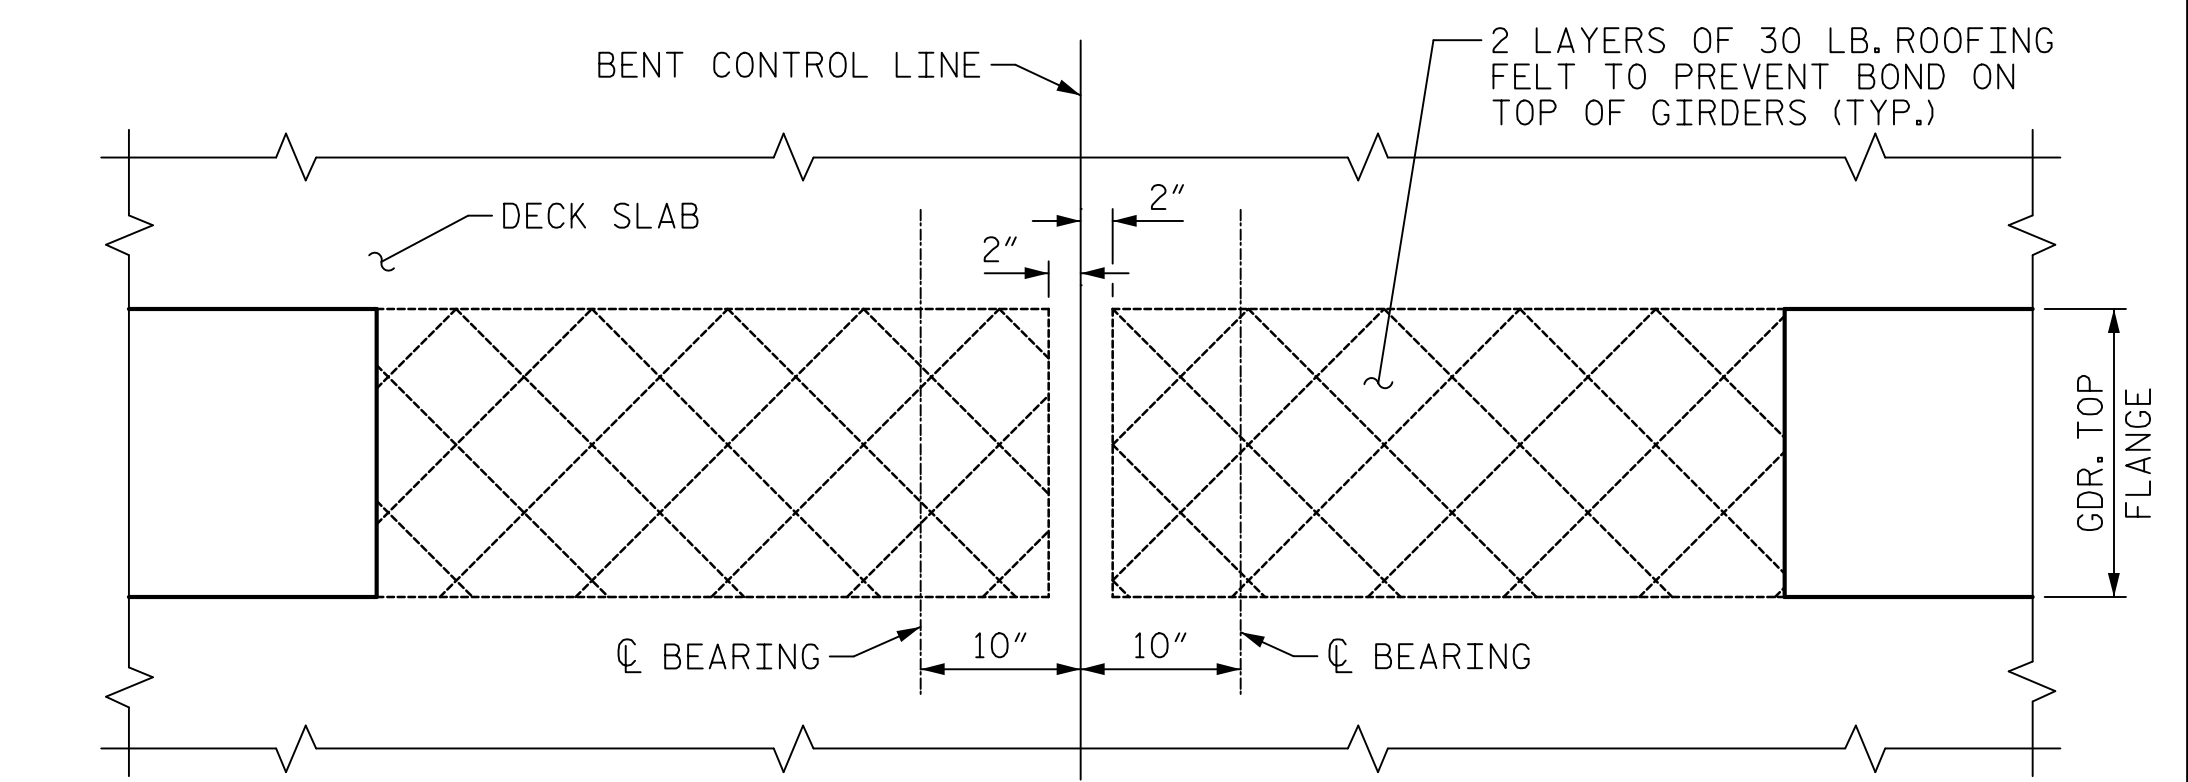 BENT CONTROL LINE
2 LAYERS OF 30 LB. ROOFING
FELT TO PREVENT BOND ON
TOP OF GIRDERS (TYP.)
DECK SLAB
2"
2"
GDR. TOP
FLANGE
℄ BEARING
10"
10"
℄ BEARING